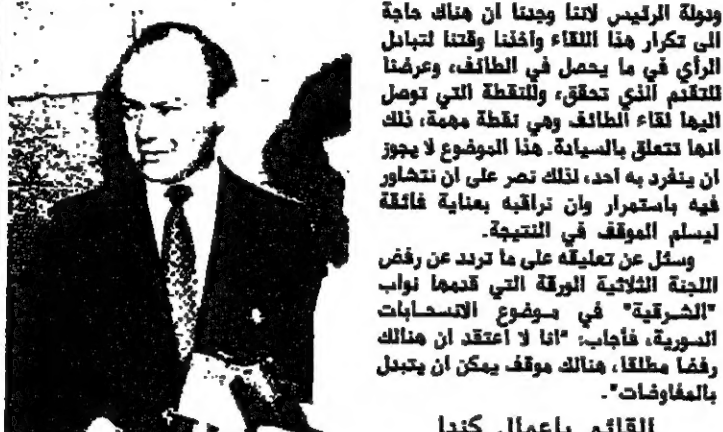 ودولة الرئيس لاننا وجدنا ان هناك حاجة
الى تكرار هذا اللقاء واخذنا وقتنا لتبادل
الرأي في ما يحصل في الطائف، وعرضنا
للتقدم الذي تحقق، وللنقطة التي توصل
اليها لقاء الطائف وهي نقطة مهمة، ذلك
انها تتعلق بالسيادة. هذا الموضوع لا يجوز
ان ينفرد به احد، لذلك نصر على ان نتشاور
فيه باستمرار وان نراقبه بعناية فائقة
ليسلم الموقف في النتيجة.
وسئل عن تعليقه على ما تردد عن رفض
اللجنة الثلاثية الورقة التي قدمها نواب
"الشرقية" في موضوع الانسحابات
السورية، فأجاب: "انا لا اعتقد ان هنالك
رفضا مطلقا، هنالك موقف يمكن ان يتبدل
بالمفاوضات".
القائم باعمال كندا